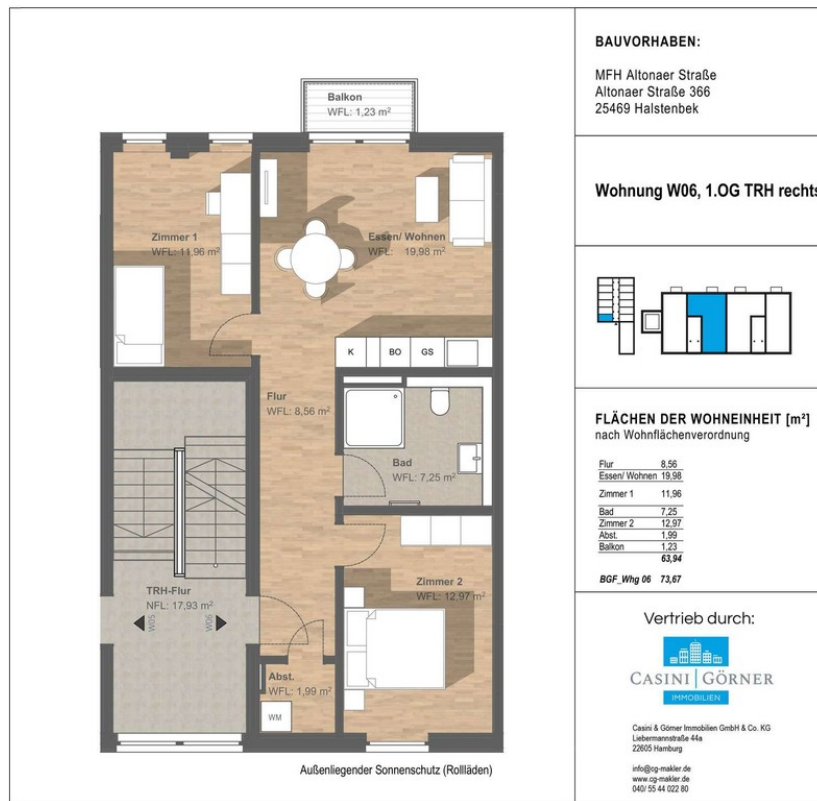 Balkon
WFL: 1,23 m²
Zimmer 1
WFL: 11,96 m²
Essen/ Wohnen
WFL: 19,98 m²
K
BO
GS
Flur
WFL: 8,56 m²
Bad
WFL: 7,25 m²
TRH-Flur
NFL: 17,93 m²
W05
W06
Zimmer 2
WFL: 12,97 m²
Abst.
WFL: 1,99 m²
WM
Außenliegender Sonnenschutz (Rollläden)
BAUVORHABEN:
MFH Altonaer Straße
Altonaer Straße 366
25469 Halstenbek
Wohnung W06, 1.OG TRH rechts
FLÄCHEN DER WOHNEINHEIT [m²]
nach Wohnflächenverordnung
Flur 8,56
Essen/ Wohnen 19,98
Zimmer 1 11,96
Bad 7,25
Zimmer 2 12,97
Abst. 1,99
Balkon 1,23
63,94
BGF_Whg 06 73,67
Vertrieb durch:
CASINI | GÖRNER
IMMOBILIEN
Casini & Görner Immobilien GmbH & Co. KG
Liebermannstraße 44a
22605 Hamburg
info@cg-makler.de
www.cg-makler.de
040/ 55 44 022 80